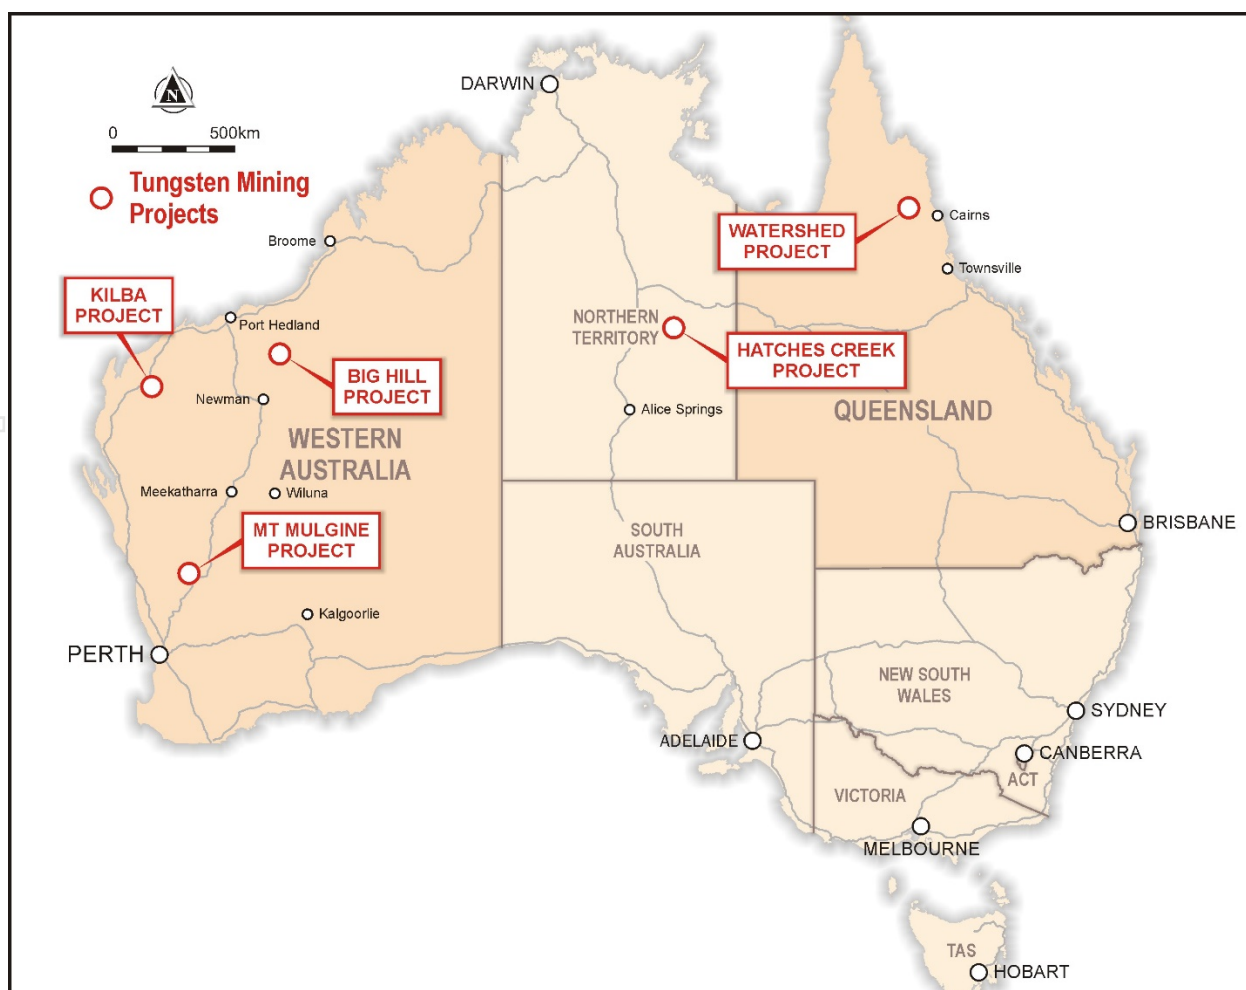 DARWIN
N
0 500km
Tungsten Mining
Projects
Broome
WATERSHED
PROJECT
Cairns
Townsville
KILBA
PROJECT
Port Hedland
NORTHERN
TERRITORY
HATCHES CREEK
PROJECT
BIG HILL
PROJECT
Newman
Alice Springs
QUEENSLAND
WESTERN
AUSTRALIA
Meekatharra
Wiluna
MT MULGINE
PROJECT
SOUTH
AUSTRALIA
BRISBANE
Kalgoorlie
PERTH
NEW SOUTH
WALES
SYDNEY
ADELAIDE
CANBERRA
ACT
VICTORIA
MELBOURNE
TAS
HOBART